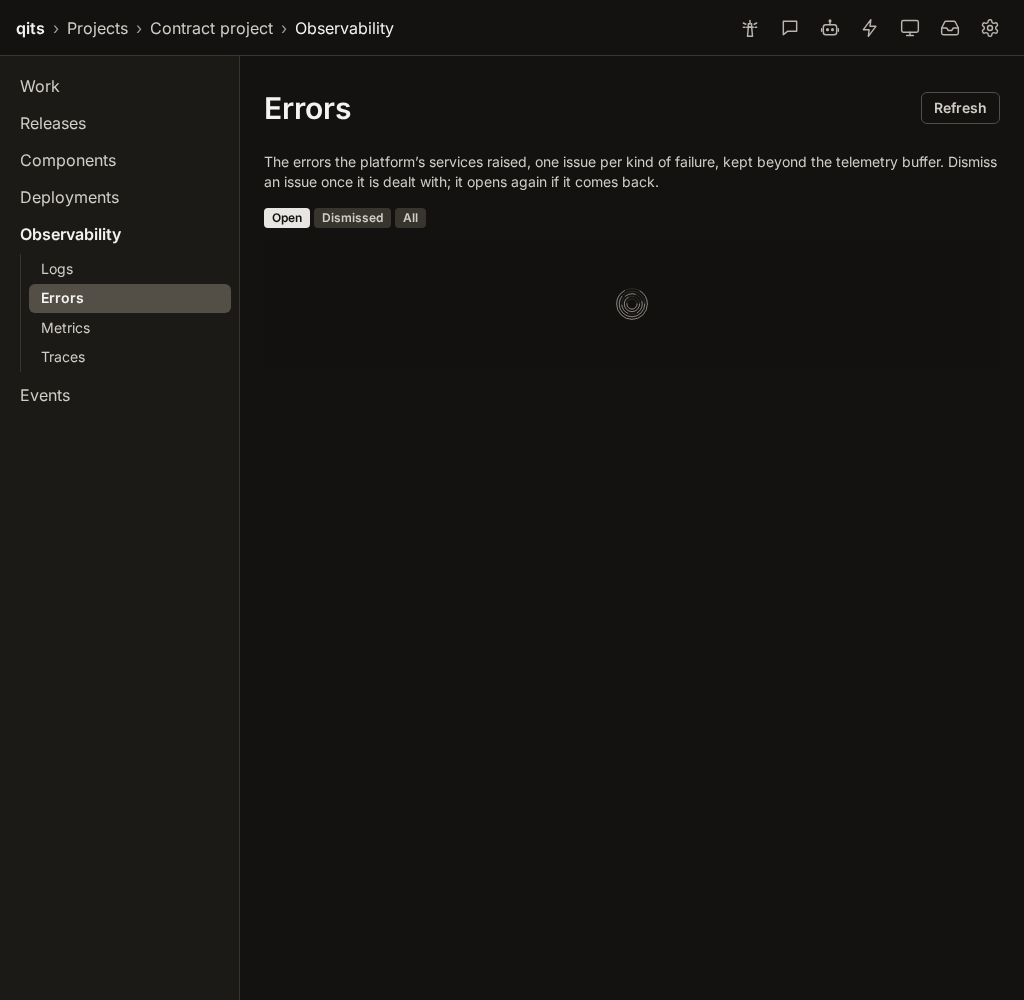 qits › Projects › Contract project › Observability
Work
Releases
Components
Deployments
Observability
Logs
Errors
Metrics
Traces
Events
Errors
Refresh
The errors the platform’s services raised, one issue per kind of failure, kept beyond the telemetry buffer. Dismiss
an issue once it is dealt with; it opens again if it comes back.
Open Dismissed All